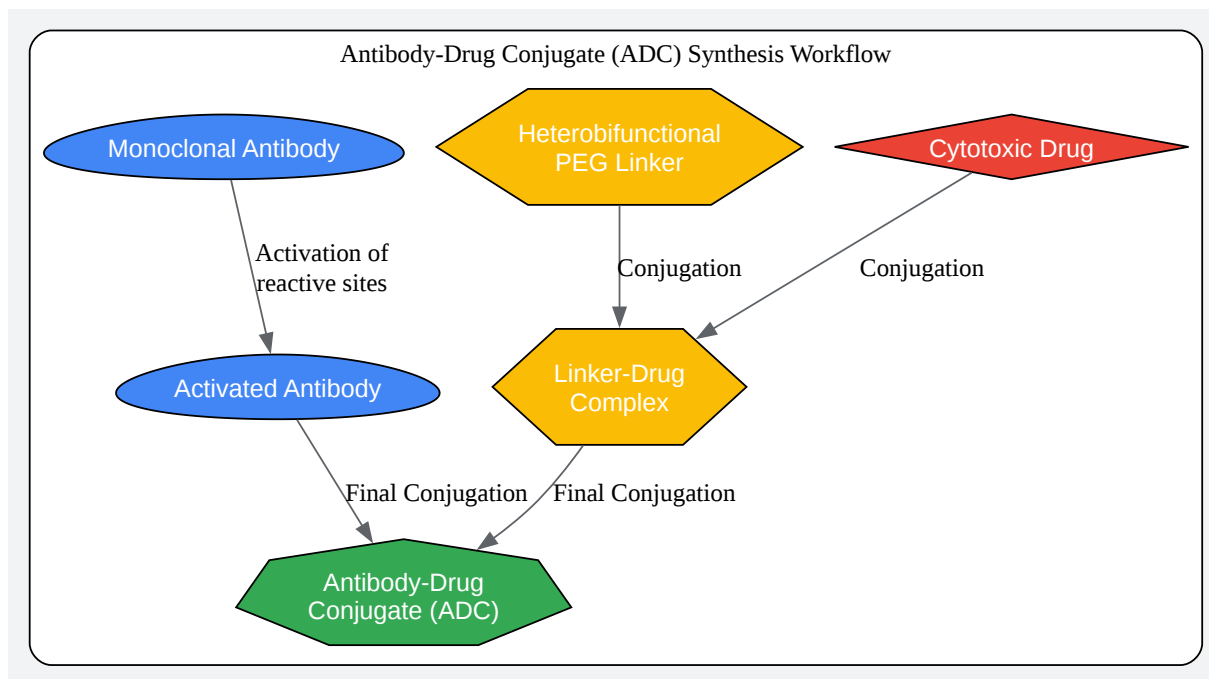 Antibody-Drug Conjugate (ADC) Synthesis Workflow
Monoclonal Antibody
Heterobifunctional
PEG Linker
Cytotoxic Drug
Activation of
reactive sites
Conjugation
Conjugation
Activated Antibody
Linker-Drug
Complex
Final Conjugation
Final Conjugation
Antibody-Drug
Conjugate (ADC)